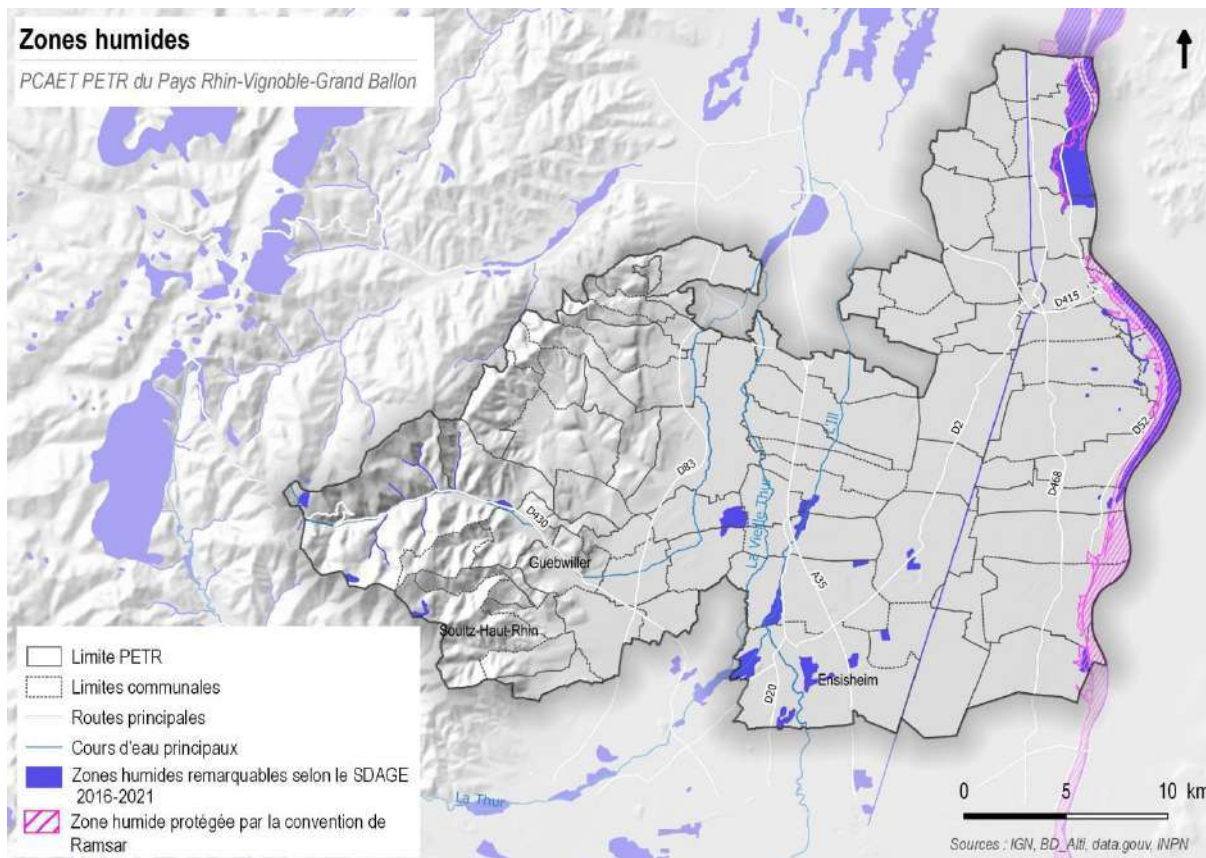 Zones humides
PCAET PETR du Pays Rhin-Vignoble-Grand Ballon
D415
D52
D2
D468
L'Ill
D83
La Vieille Thur
D430
Guebwiller
A35
Soultz-Haut-Rhin
Ensisheim
D20
La Thur
Limite PETR
Limites communales
Routes principales
Cours d'eau principaux
Zones humides remarquables selon le SDAGE
2016-2021
Zone humide protégée par la convention de
Ramsar
0 5 10 km
Sources : IGN, BD_Alti, data.gouv, INPN